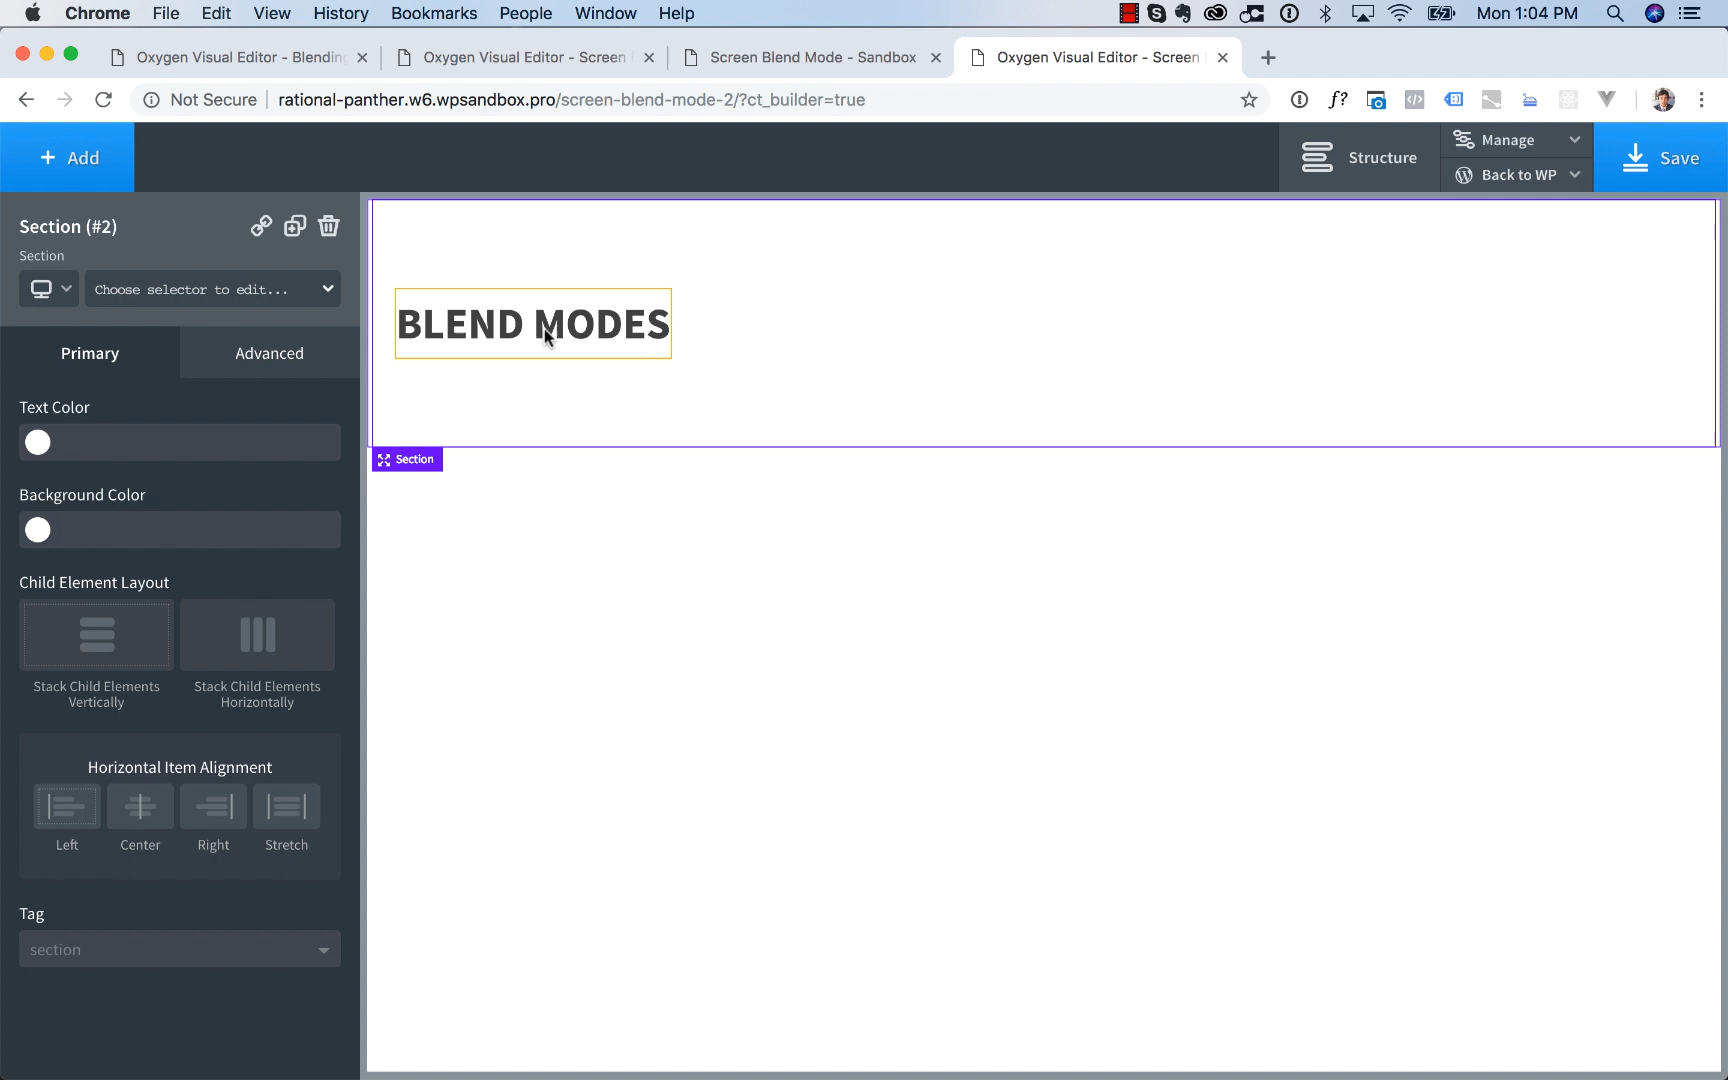 Chrome File Edit View History Bookmarks People Window Help Mon 1:04 PM
Oxygen Visual Editor - Blending Oxygen Visual Editor - Screen Screen Blend Mode - Sandbox Oxygen Visual Editor - Screen
Not Secure rational-panther.w6.wpsandbox.pro/screen-blend-mode-2/?ct_builder=true f?
+ Add
Structure
Manage
Back to WP
Save
Section (#2)
Section
Choose selector to edit...
Primary Advanced
Text Color
Background Color
Child Element Layout
Stack Child Elements
Vertically
Stack Child Elements
Horizontally
Horizontal Item Alignment
Left Center Right Stretch
Tag
section
BLEND MODES
Section